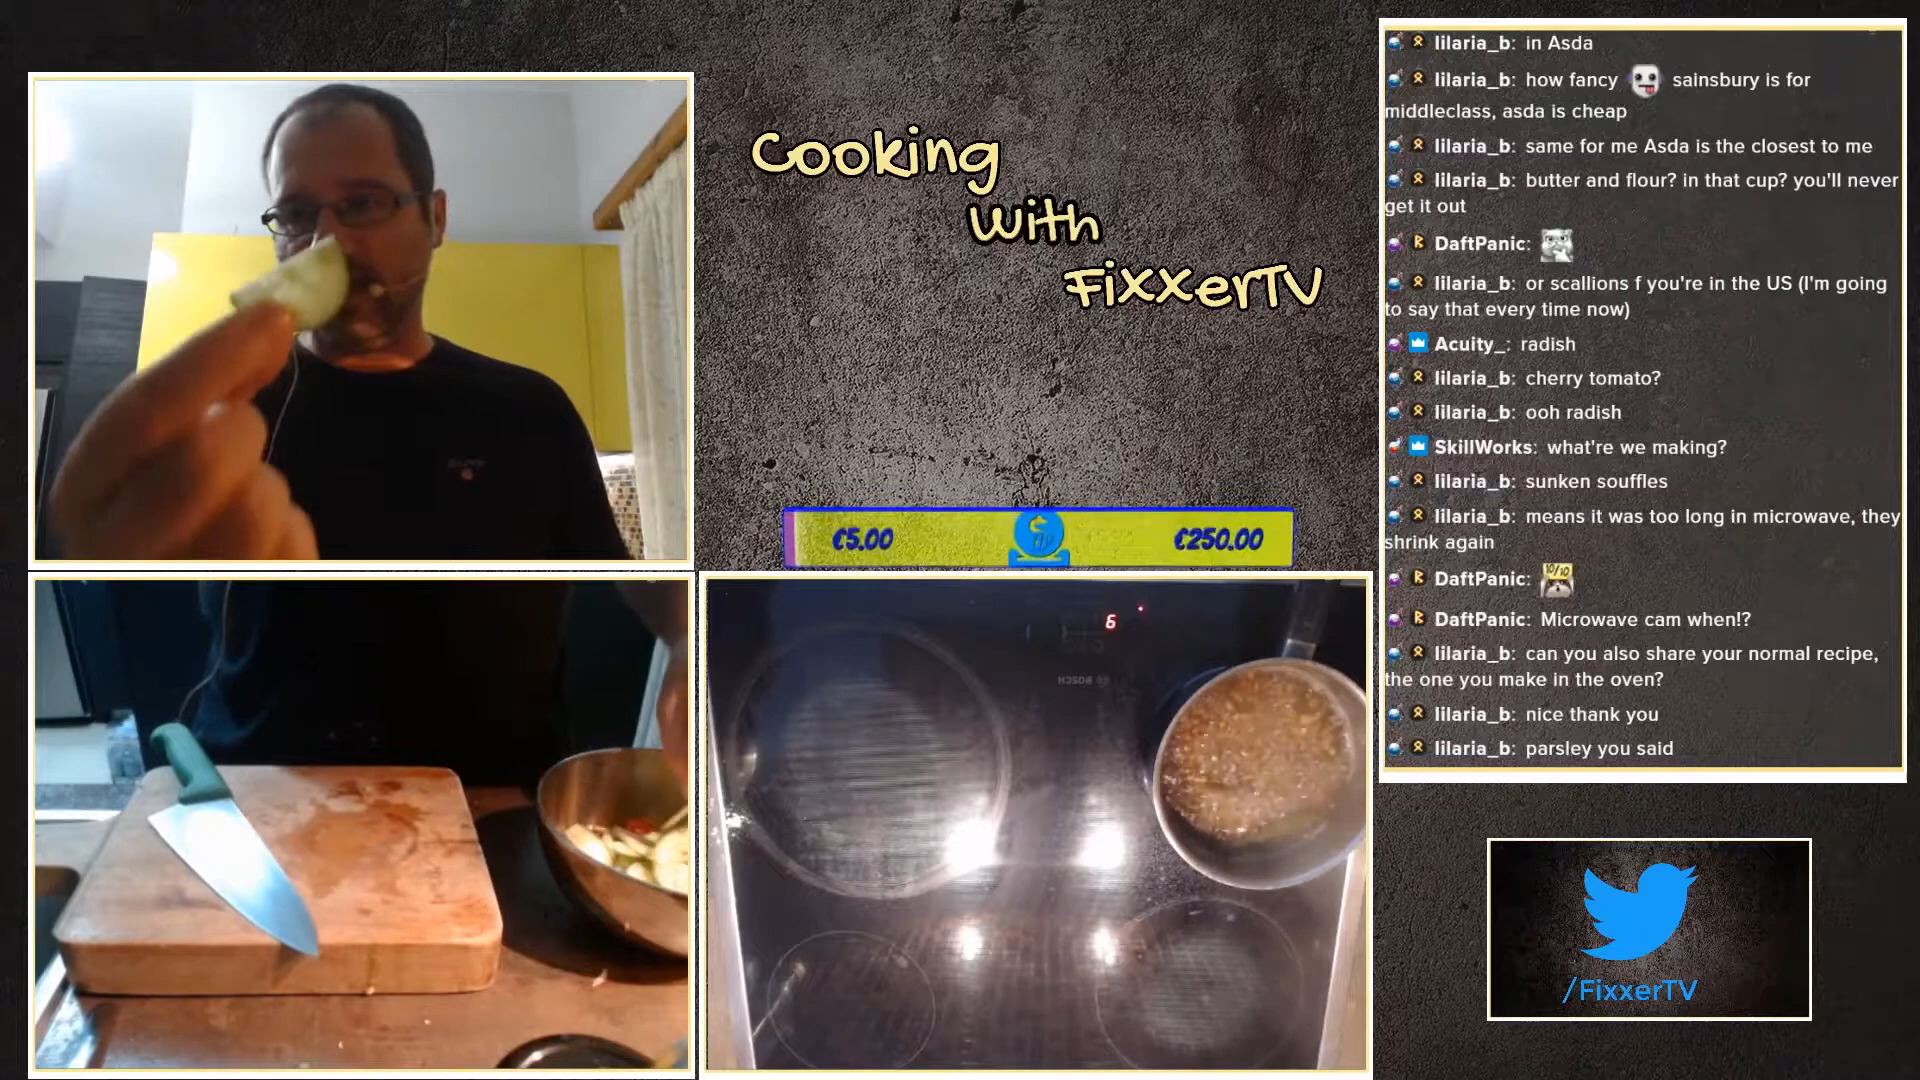 Cooking
With
FixxerTV
€5.00
€250.00
6
BOSCH
lilaria_b: in Asda
lilaria_b: how fancy sainsbury is for
middleclass, asda is cheap
lilaria_b: same for me Asda is the closest to me
lilaria_b: butter and flour? in that cup? you'll never
get it out
DaftPanic:
lilaria_b: or scallions f you're in the US (I'm going
to say that every time now)
Acuity_: radish
lilaria_b: cherry tomato?
lilaria_b: ooh radish
SkillWorks: what're we making?
lilaria_b: sunken souffles
lilaria_b: means it was too long in microwave, they
shrink again
DaftPanic: 10/10
DaftPanic: Microwave cam when!?
lilaria_b: can you also share your normal recipe,
the one you make in the oven?
lilaria_b: nice thank you
lilaria_b: parsley you said
/FixxerTV